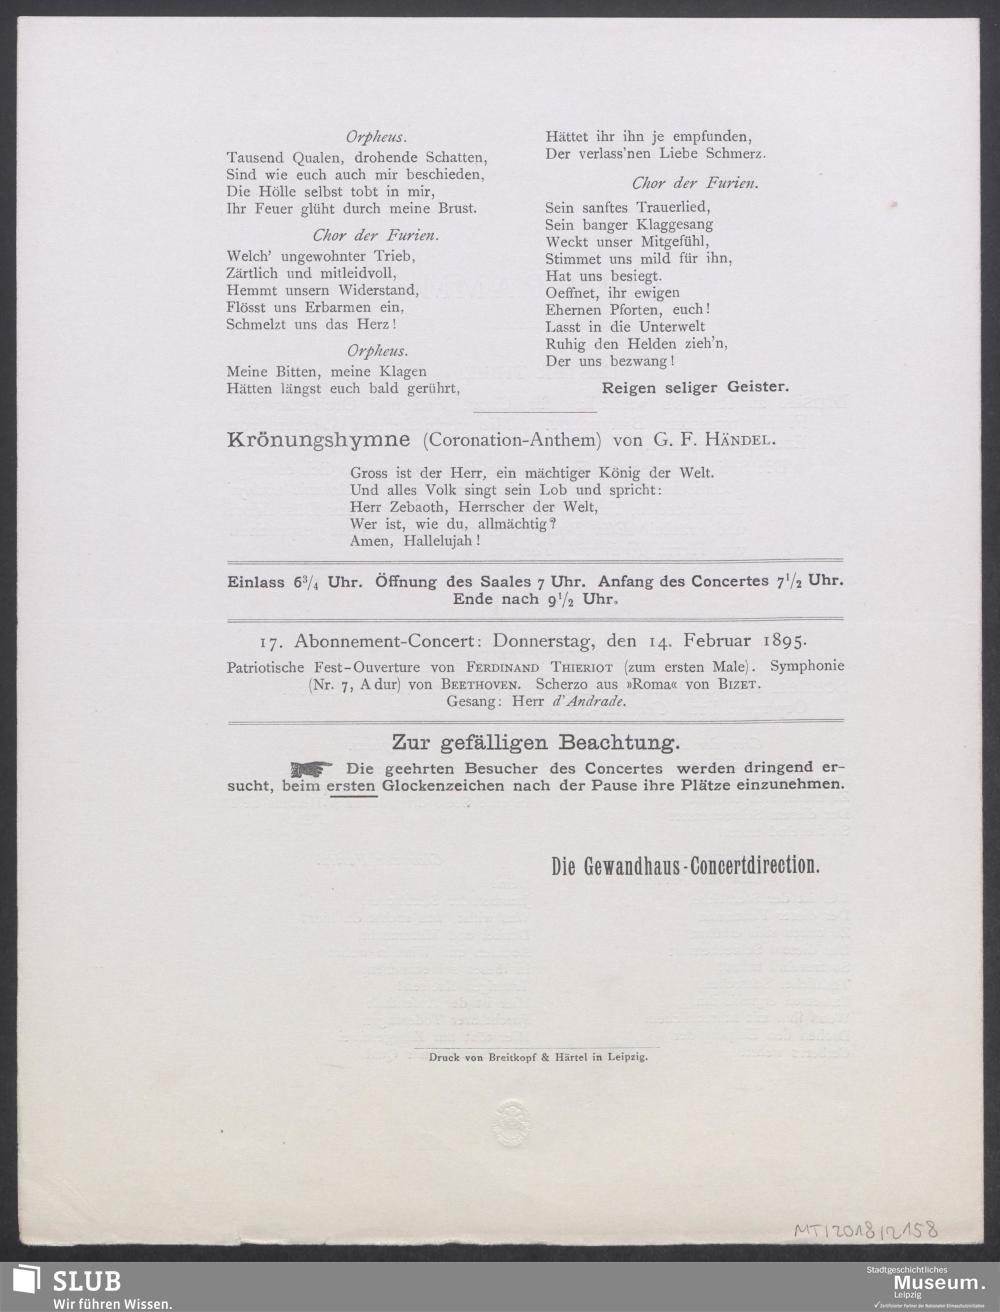 Orpheus.
Tausend Qualen, drohende Schatten,
Sind wie euch auch mir beschieden,
Die Hölle selbst tobt in mir,
Ihr Feuer glüht durch meine Brust.
Chor der Furien.
Welch' ungewohnter Trieb,
Zärtlich und mitleidvoll,
Hemmt unsern Widerstand,
Flösst uns Erbarmen ein,
Schmelzt uns das Herz!
Orpheus.
Meine Bitten, meine Klagen
Hätten längst euch bald gerührt,
Hättet ihr ihn je empfunden,
Der verlass'nen Liebe Schmerz.
Chor der Furien.
Sein sanftes Trauerlied,
Sein banger Klaggesang
Weckt unser Mitgefühl,
Stimmet uns mild für ihn,
Hat uns besiegt.
Oeffnet, ihr ewigen
Ehernen Pforten, euch!
Lasst in die Unterwelt
Ruhig den Helden zieh'n,
Der uns bezwang!
Reigen seliger Geister.
Krönungshymne (Coronation-Anthem) von G. F. HÄNDEL.
Gross ist der Herr, ein mächtiger König der Welt.
Und alles Volk singt sein Lob und spricht:
Herr Zebaoth, Herrscher der Welt,
Wer ist, wie du, allmächtig?
Amen, Hallelujah!
Einlass 6³/₄ Uhr. Öffnung des Saales 7 Uhr. Anfang des Concertes 7¹/₂ Uhr.
Ende nach 9¹/₂ Uhr.
17. Abonnement-Concert: Donnerstag, den 14. Februar 1895.
Patriotische Fest-Ouverture von FERDINAND THIERIOT (zum ersten Male). Symphonie
(Nr. 7, A dur) von BEETHOVEN. Scherzo aus »Roma« von BIZET.
Gesang: Herr d'Andrade.
Zur gefälligen Beachtung.
Die geehrten Besucher des Concertes werden dringend er-
sucht, beim ersten Glockenzeichen nach der Pause ihre Plätze einzunehmen.
Die Gewandhaus-Concertdirection.
Druck von Breitkopf & Härtel in Leipzig.
MT/2018/2158
SLUB
Wir führen Wissen.
Stadtgeschichtliches
Museum.
Leipzig
Zertifizierter Partner der Nationalen Klimaschutzinitiative